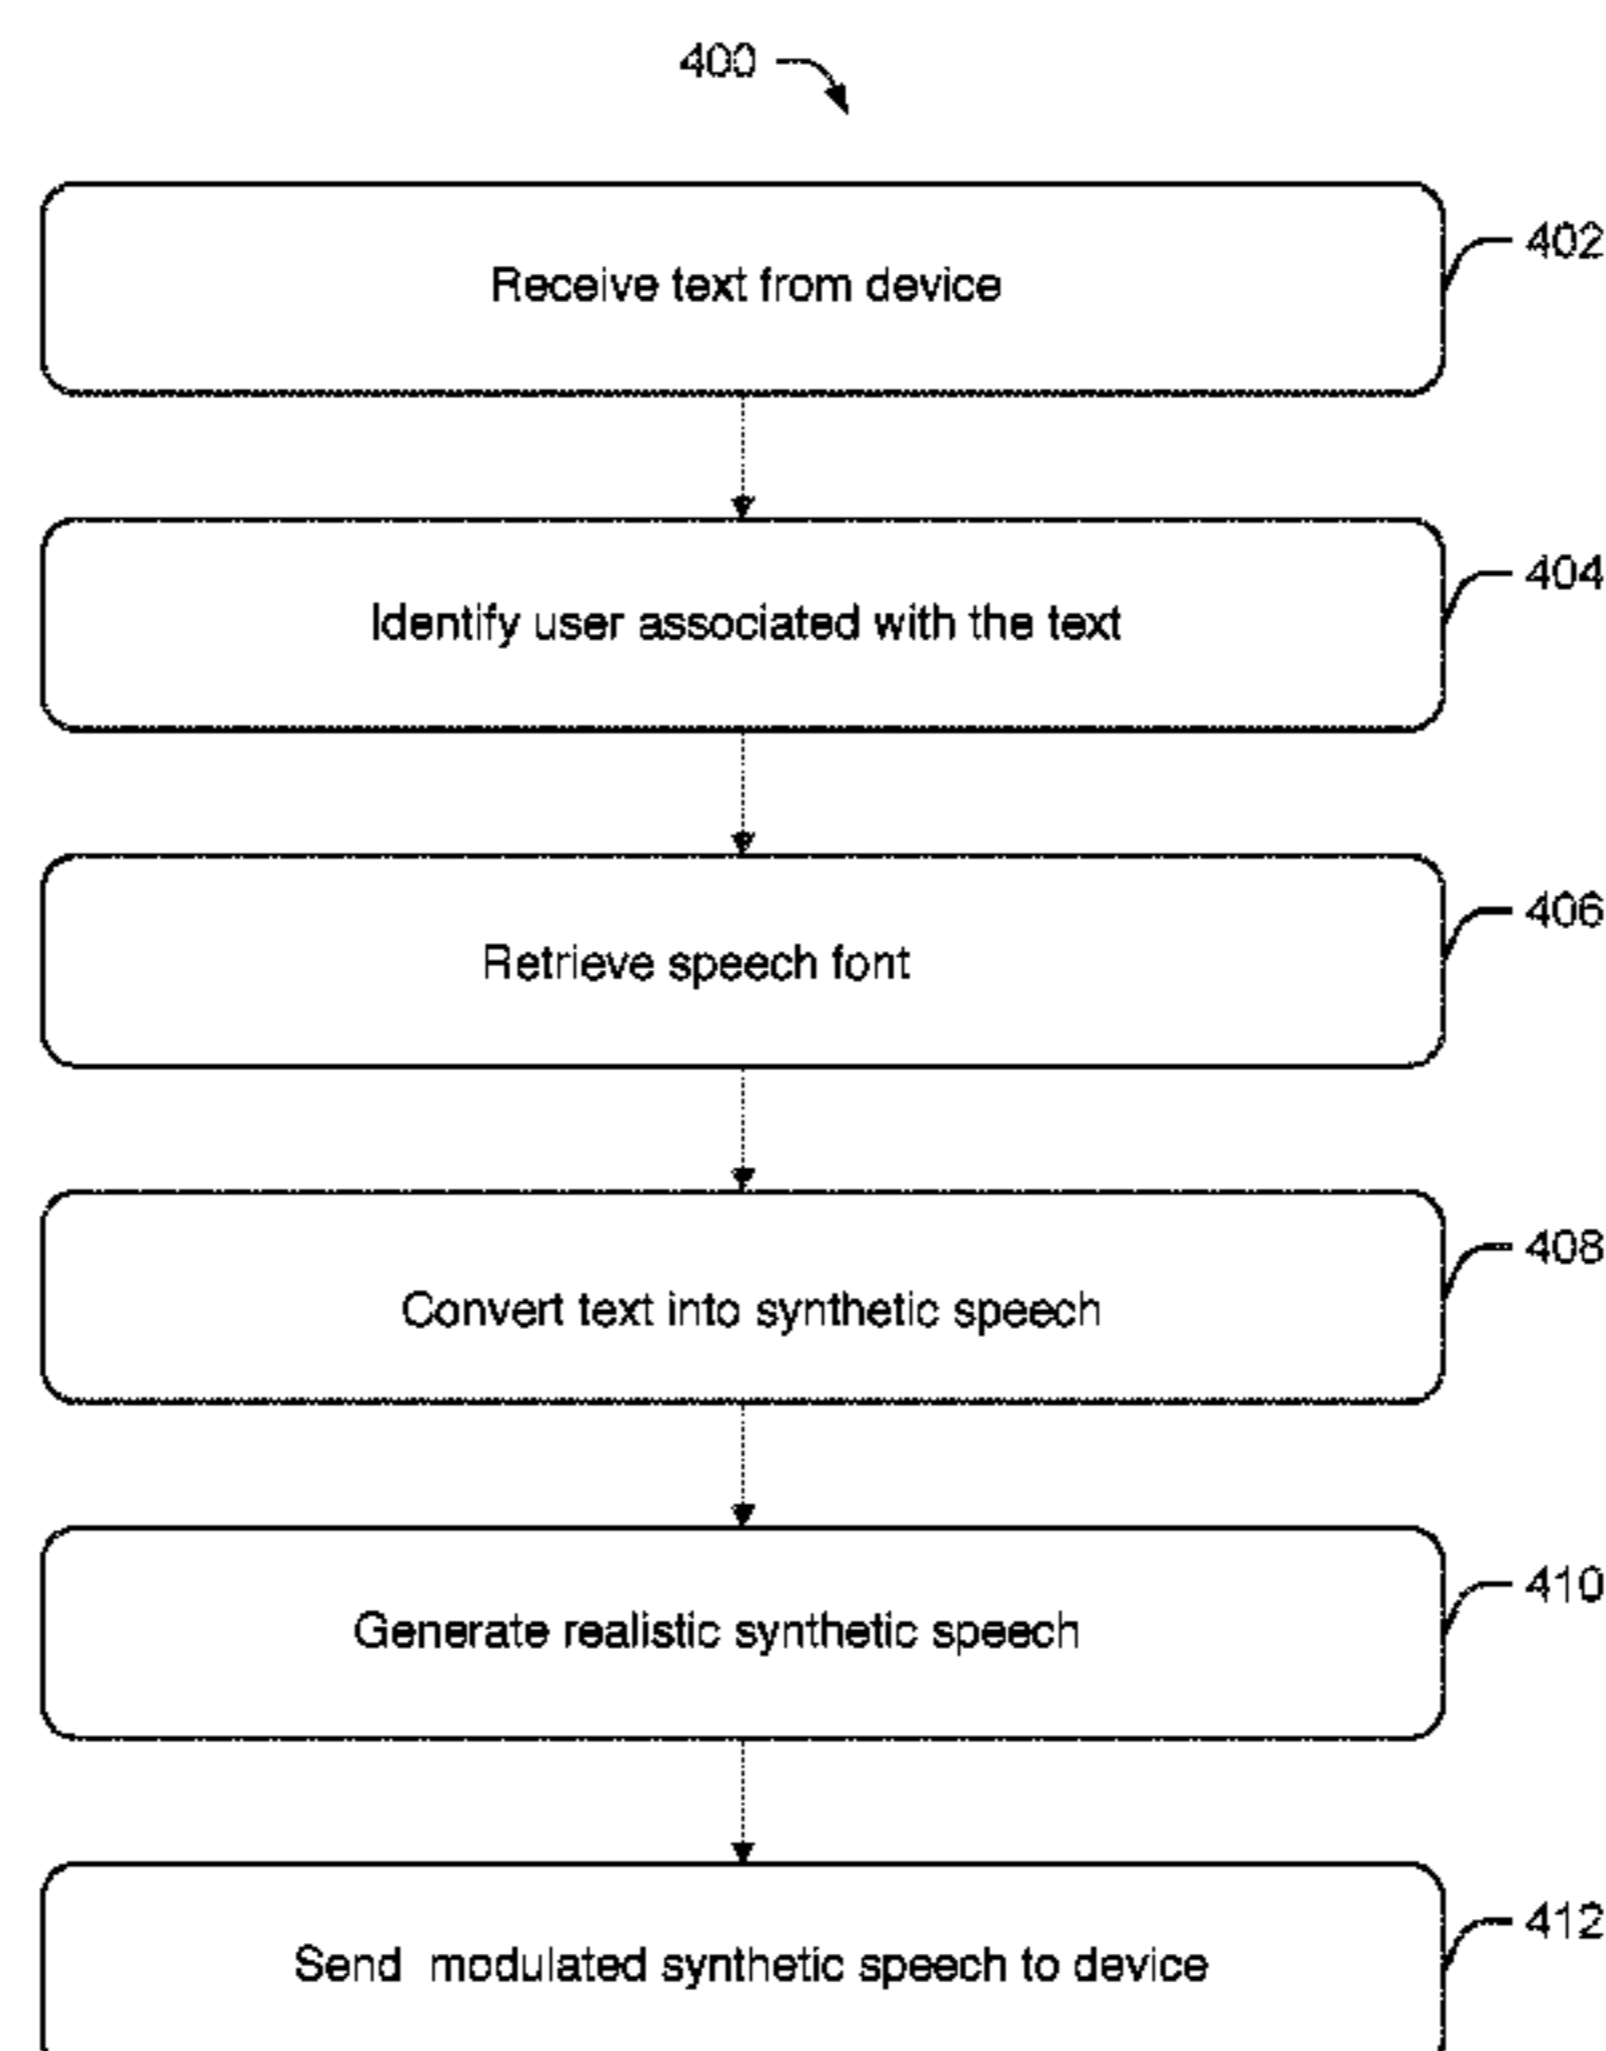 400
Receive text from device
402
Identify user associated with the text
404
Retrieve speech font
406
Convert text into synthetic speech
408
Generate realistic synthetic speech
410
Send modulated synthetic speech to device
412